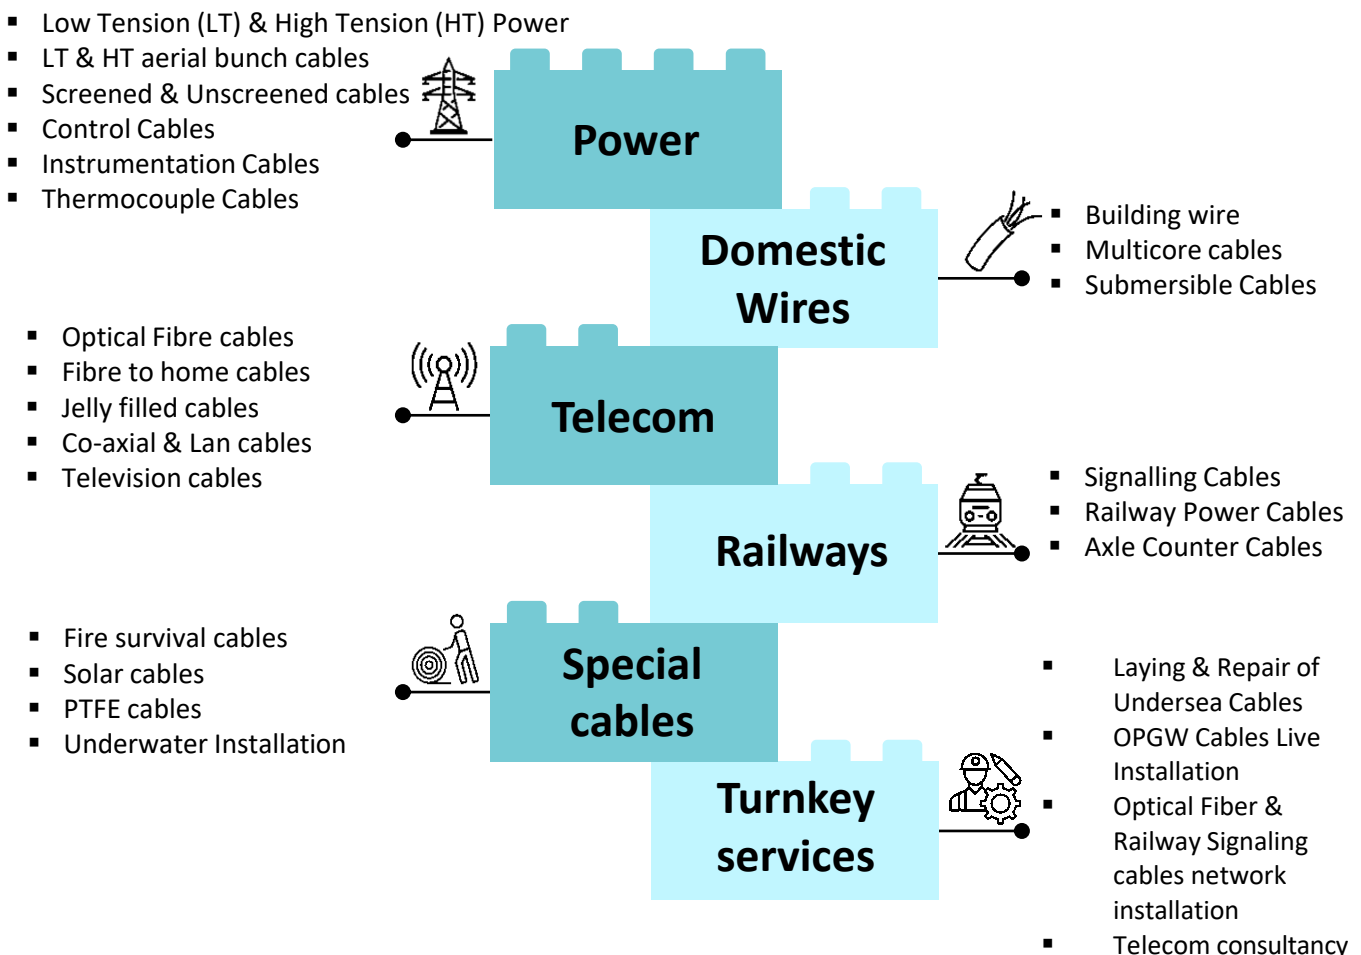 ▪ Low Tension (LT) & High Tension (HT) Power
▪ LT & HT aerial bunch cables
▪ Screened & Unscreened cables
▪ Control Cables
▪ Instrumentation Cables
▪ Thermocouple Cables
Power
Domestic
Wires
▪ Building wire
▪ Multicore cables
▪ Submersible Cables
▪ Optical Fibre cables
▪ Fibre to home cables
▪ Jelly filled cables
▪ Co-axial & Lan cables
▪ Television cables
Telecom
Railways
▪ Signalling Cables
▪ Railway Power Cables
▪ Axle Counter Cables
▪ Fire survival cables
▪ Solar cables
▪ PTFE cables
▪ Underwater Installation
Special
cables
Turnkey
services
▪ Laying & Repair of
Undersea Cables
▪ OPGW Cables Live
Installation
▪ Optical Fiber &
Railway Signaling
cables network
installation
▪ Telecom consultancy